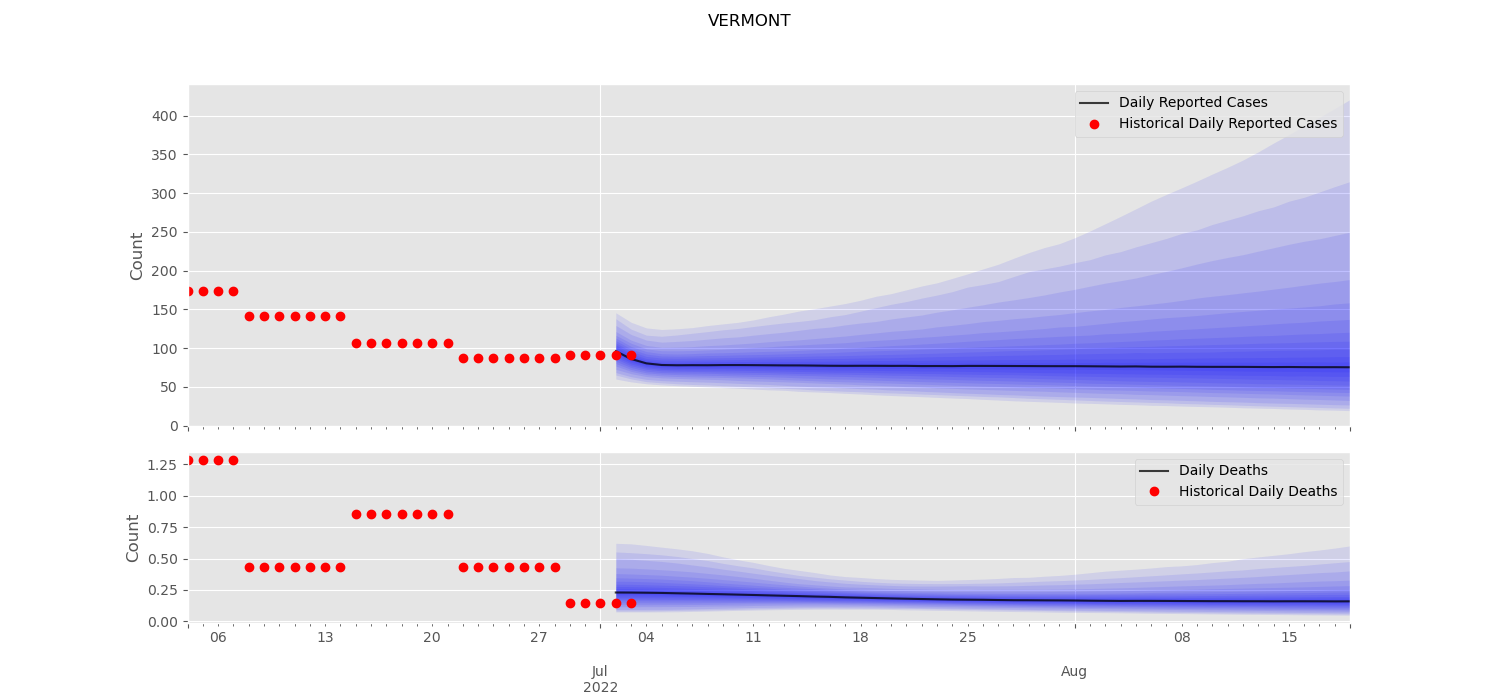 VERMONT
400
350
300
250
200
150
100
50
0
Count
Daily Reported Cases
Historical Daily Reported Cases
1.25
1.00
0.75
0.50
0.25
0.00
Count
Daily Deaths
Historical Daily Deaths
06 13 20 27 04 11 18 25 08 15
Jul Aug
2022